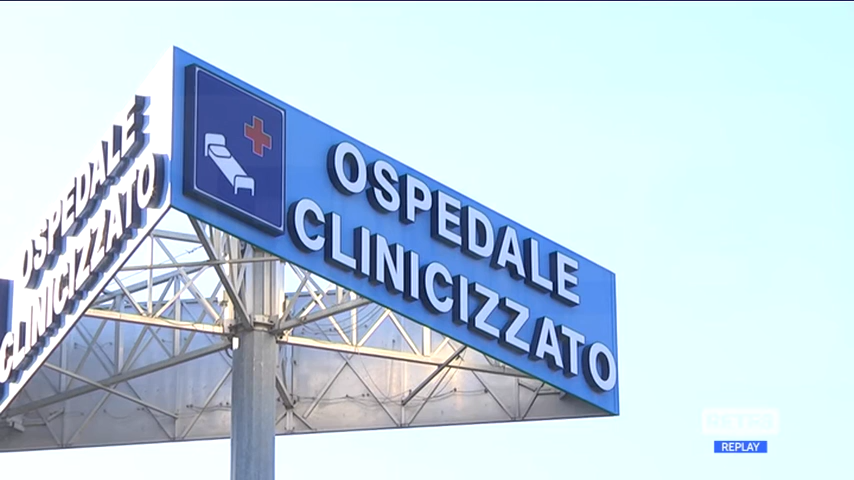 OSPEDALE
CLINICIZZATO
OSPEDALE
CLINICIZZATO
REPLAY